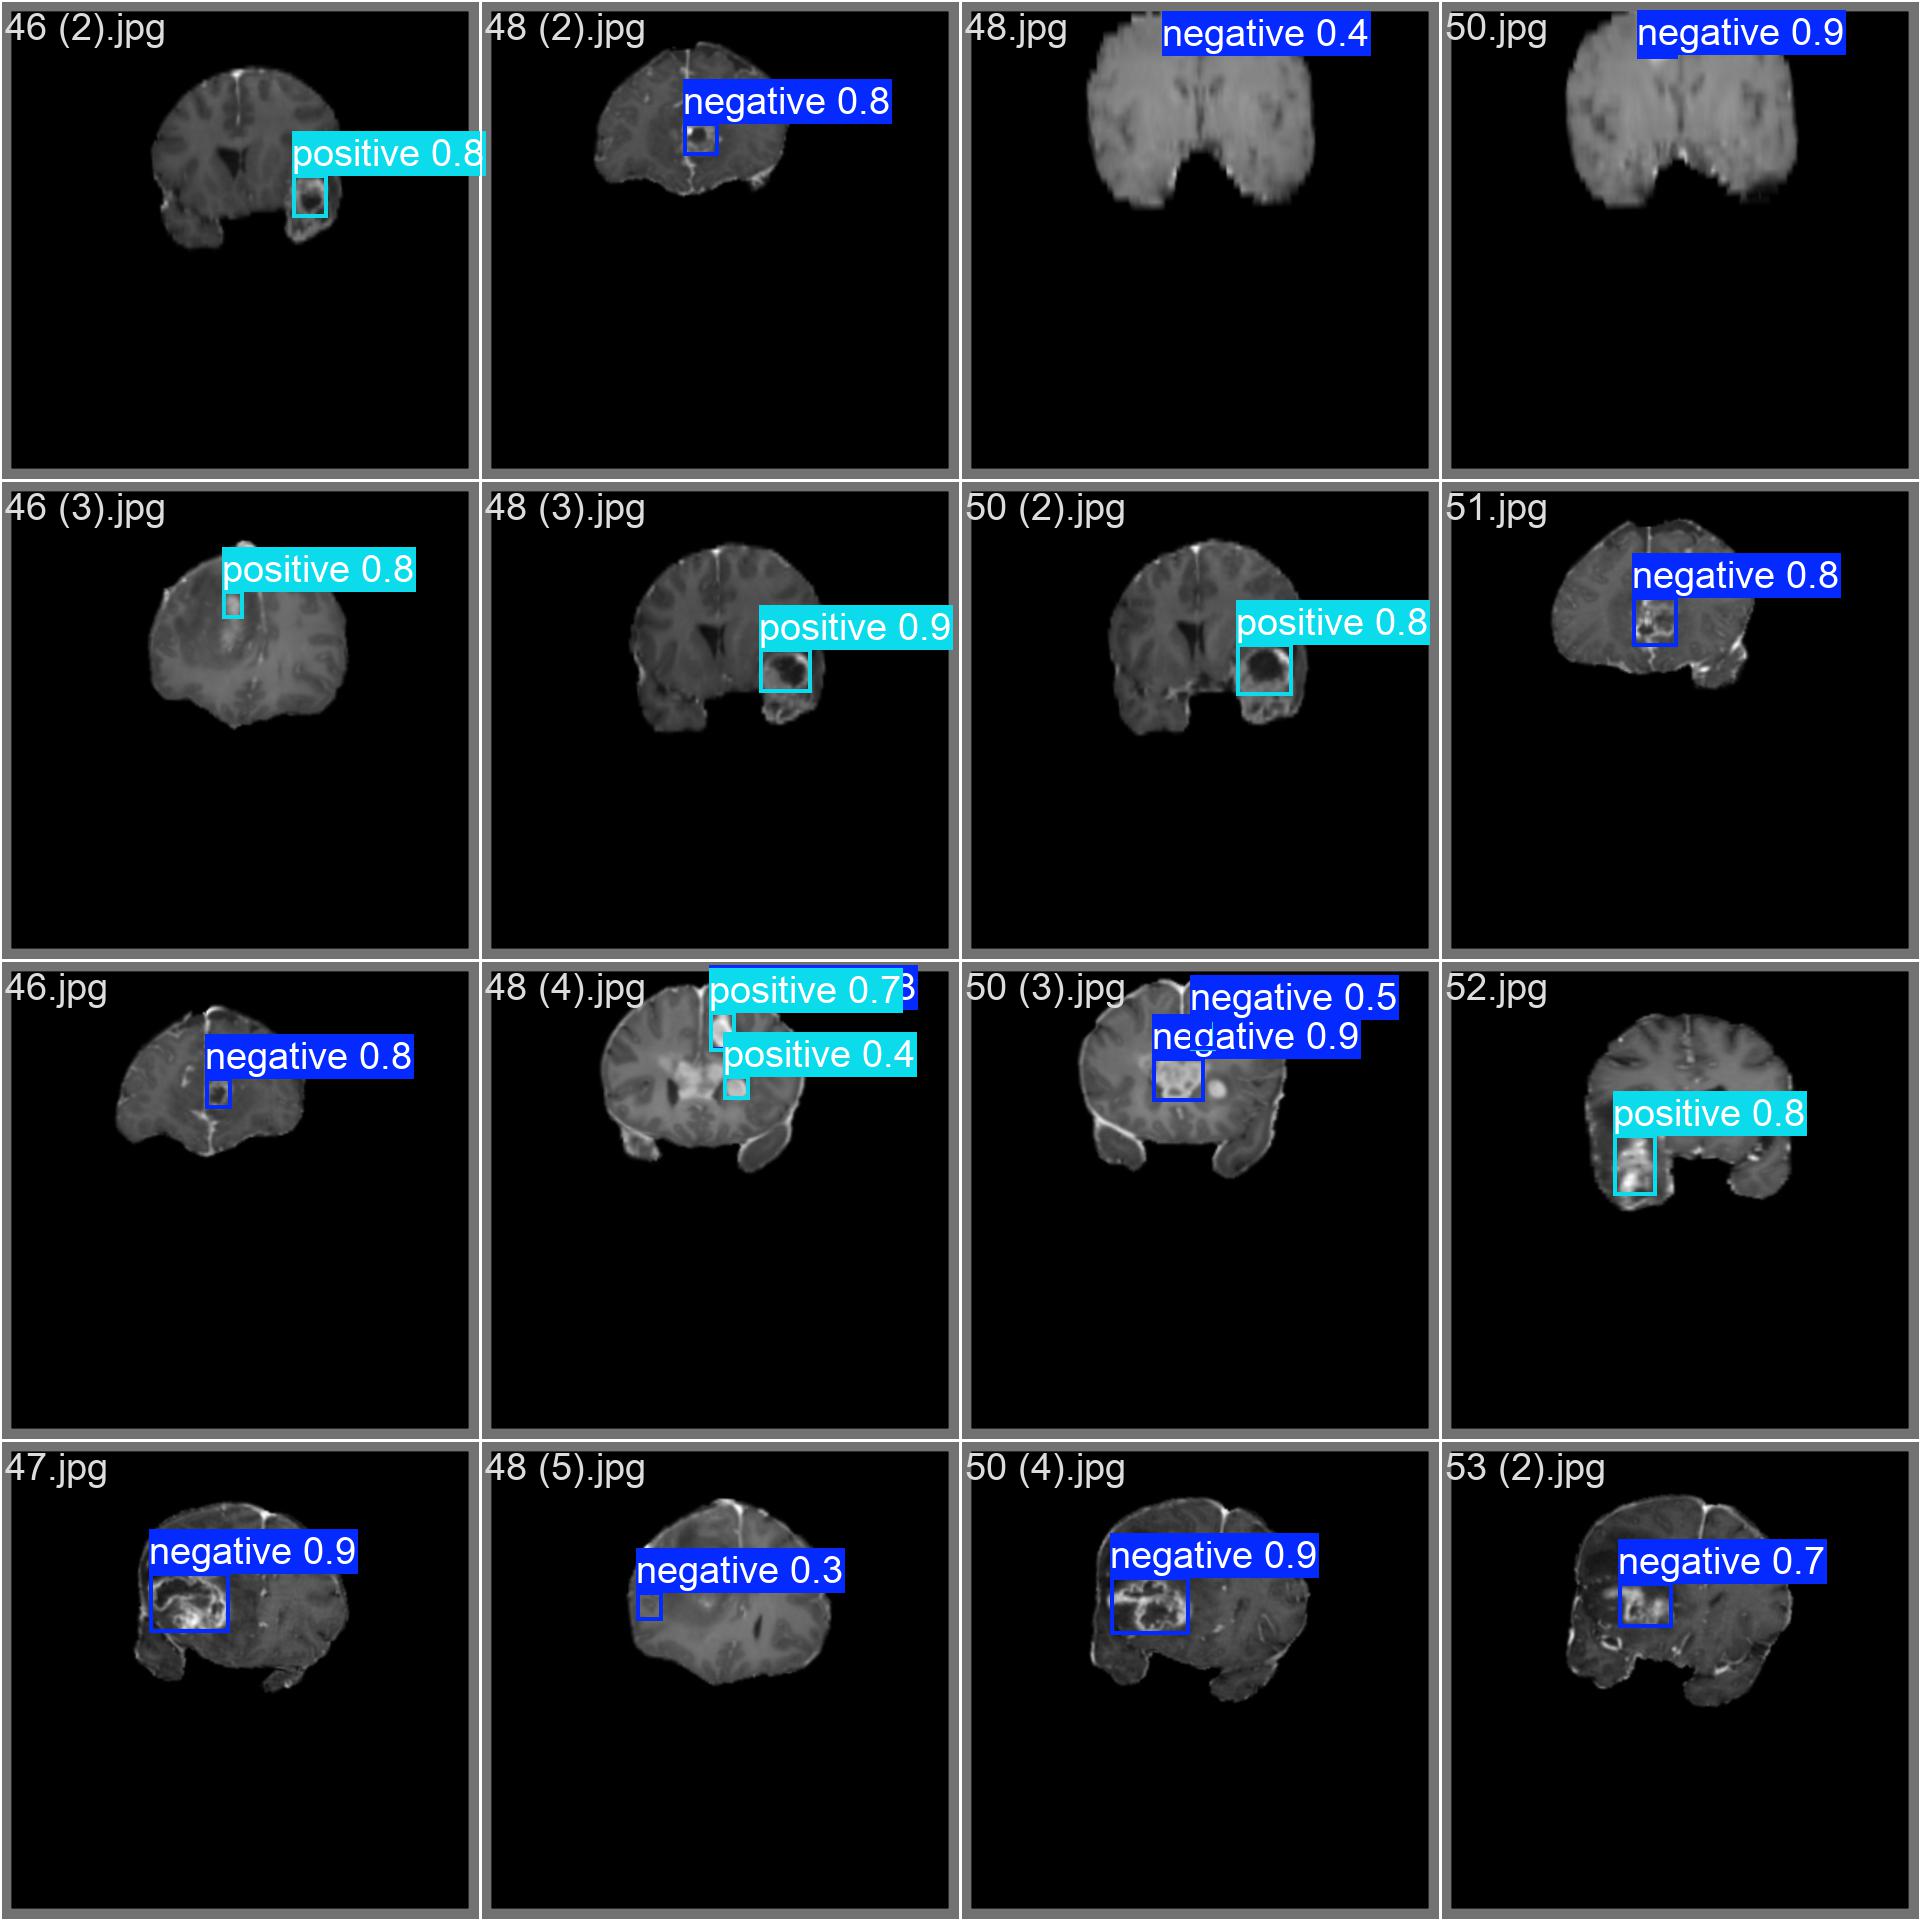 46 (2).jpg
positive 0.8
48 (2).jpg
negative 0.8
48.jpg
negative 0.4
50.jpg
negative 0.9
46 (3).jpg
positive 0.8
48 (3).jpg
positive 0.9
50 (2).jpg
positive 0.8
51.jpg
negative 0.8
46.jpg
negative 0.8
48 (4).jpg
positive 0.7
positive 0.4
50 (3).jpg
negative 0.5
negative 0.9
52.jpg
positive 0.8
47.jpg
negative 0.9
48 (5).jpg
negative 0.3
50 (4).jpg
negative 0.9
53 (2).jpg
negative 0.7